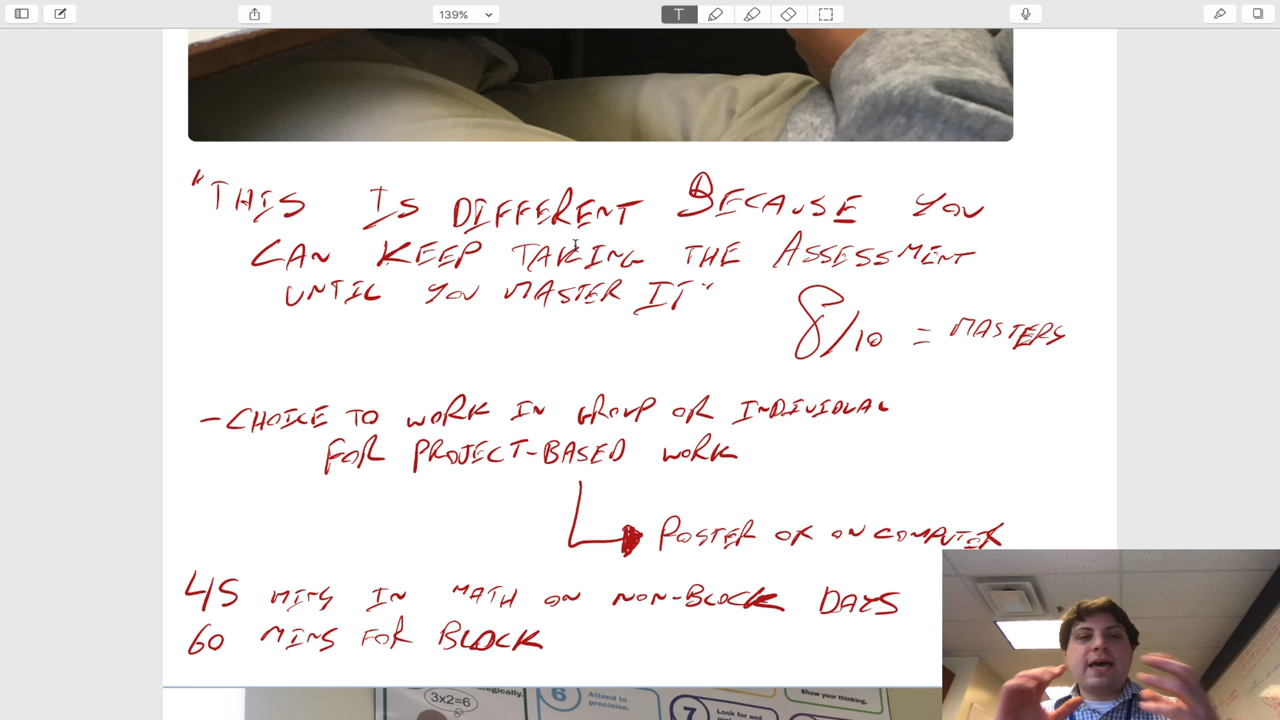 139%
T
"THIS IS DIFFERENT BECAUSE YOU
CAN KEEP TAKING THE ASSESSMENT
UNTIL YOU MASTER IT"
8/10 = MASTERY
-CHOICE TO WORK IN GROUP OR INDIVIDUAL
FOR PROJECT-BASED WORK
POSTER OR ON COMPUTER
45 MINS IN MATH ON NON-BLOCK DAYS
60 MINS FOR BLOCK
3x2=6
6
Attend to
precision.
7
Look for and
Show your thinking.